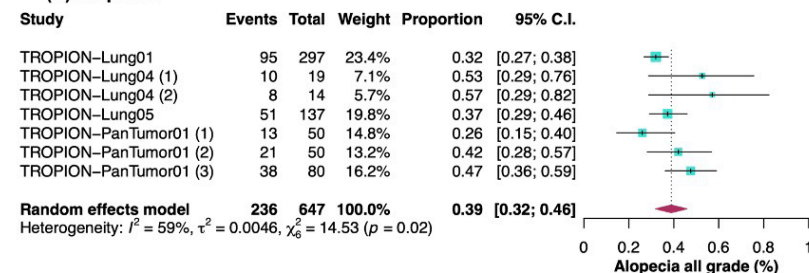 Study Events Total Weight Proportion 95% C.I.
TROPION−Lung01 95 297 23.4% 0.32 [0.27; 0.38]
TROPION−Lung04 (1) 10 19 7.1% 0.53 [0.29; 0.76]
TROPION−Lung04 (2) 8 14 5.7% 0.57 [0.29; 0.82]
TROPION−Lung05 51 137 19.8% 0.37 [0.29; 0.46]
TROPION−PanTumor01 (1) 13 50 14.8% 0.26 [0.15; 0.40]
TROPION−PanTumor01 (2) 21 50 13.2% 0.42 [0.28; 0.57]
TROPION−PanTumor01 (3) 38 80 16.2% 0.47 [0.36; 0.59]
Random effects model 236 647 100.0% 0.39 [0.32; 0.46]
Heterogeneity: I² = 59%, τ² = 0.0046, χ²₆ = 14.53 (p = 0.02)
0 0.2 0.4 0.6 0.8 1
Alopecia all grade (%)